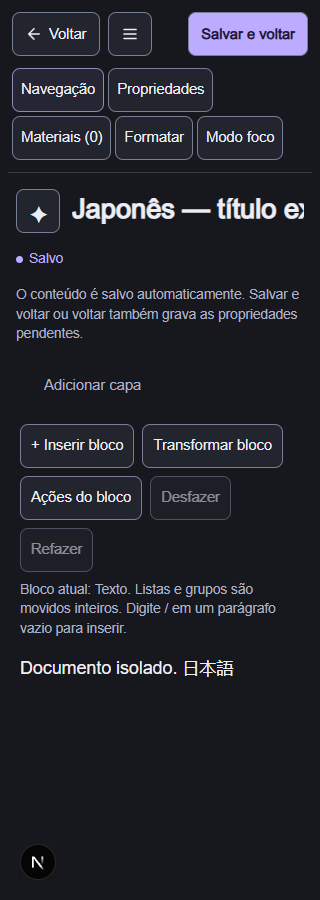 Voltar
Salvar e voltar
Navegação
Propriedades
Materiais (0)
Formatar
Modo foco
Japonês — título ex
Salvo
O conteúdo é salvo automaticamente. Salvar e
voltar ou voltar também grava as propriedades
pendentes.
Adicionar capa
+ Inserir bloco
Transformar bloco
Ações do bloco
Desfazer
Refazer
Bloco atual: Texto. Listas e grupos são
movidos inteiros. Digite / em um parágrafo
vazio para inserir.
Documento isolado. 日本語
N